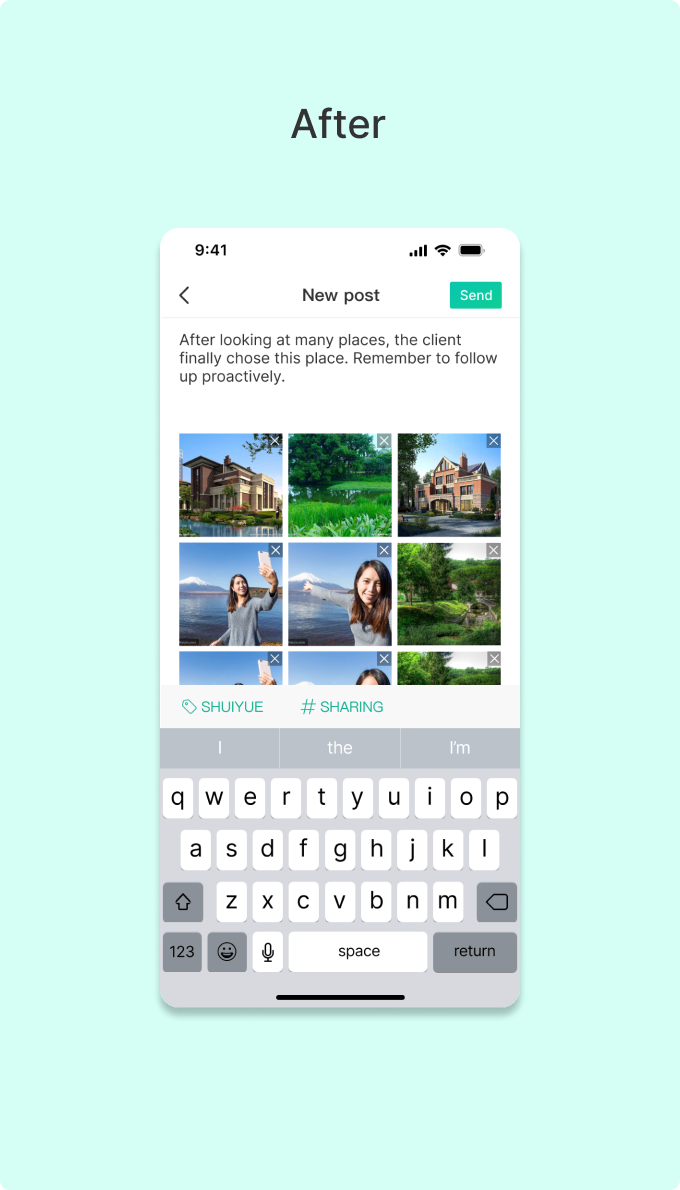 After
9:41
New post
Send
After looking at many places, the client
finally chose this place. Remember to follow
up proactively.
SHUIYUE
# SHARING
I
the
I'm
q w e r t y u i o p
a s d f g h j k l
z x c v b n m
123
space
return